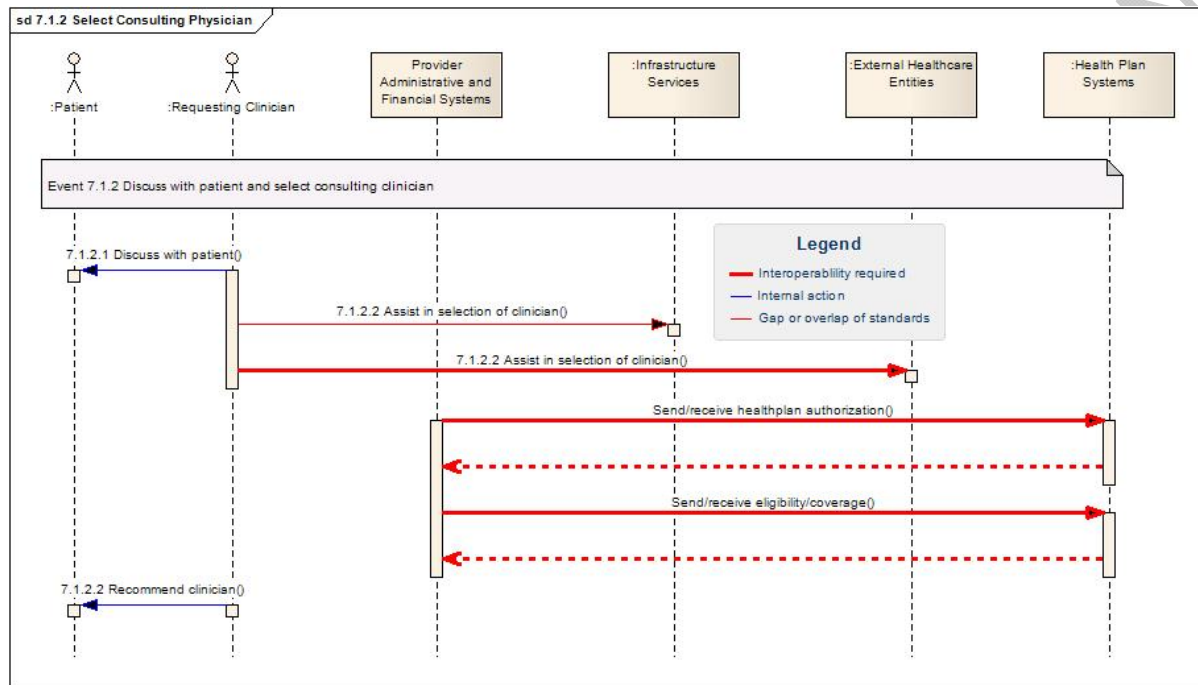 sd 7.1.2 Select Consulting Physician
:Patient
:Requesting Clinician
Provider
Administrative and
Financial Systems
:Infrastructure
Services
:External Healthcare
Entities
:Health Plan
Systems
Event 7.1.2 Discuss with patient and select consulting clinician
7.1.2.1 Discuss with patient()
Legend
Interoperablility required
Internal action
Gap or overlap of standards
7.1.2.2 Assist in selection of clinician()
7.1.2.2 Assist in selection of clinician()
Send/receive healthplan authorization()
Send/receive eligibility/coverage()
7.1.2.2 Recommend clinician()